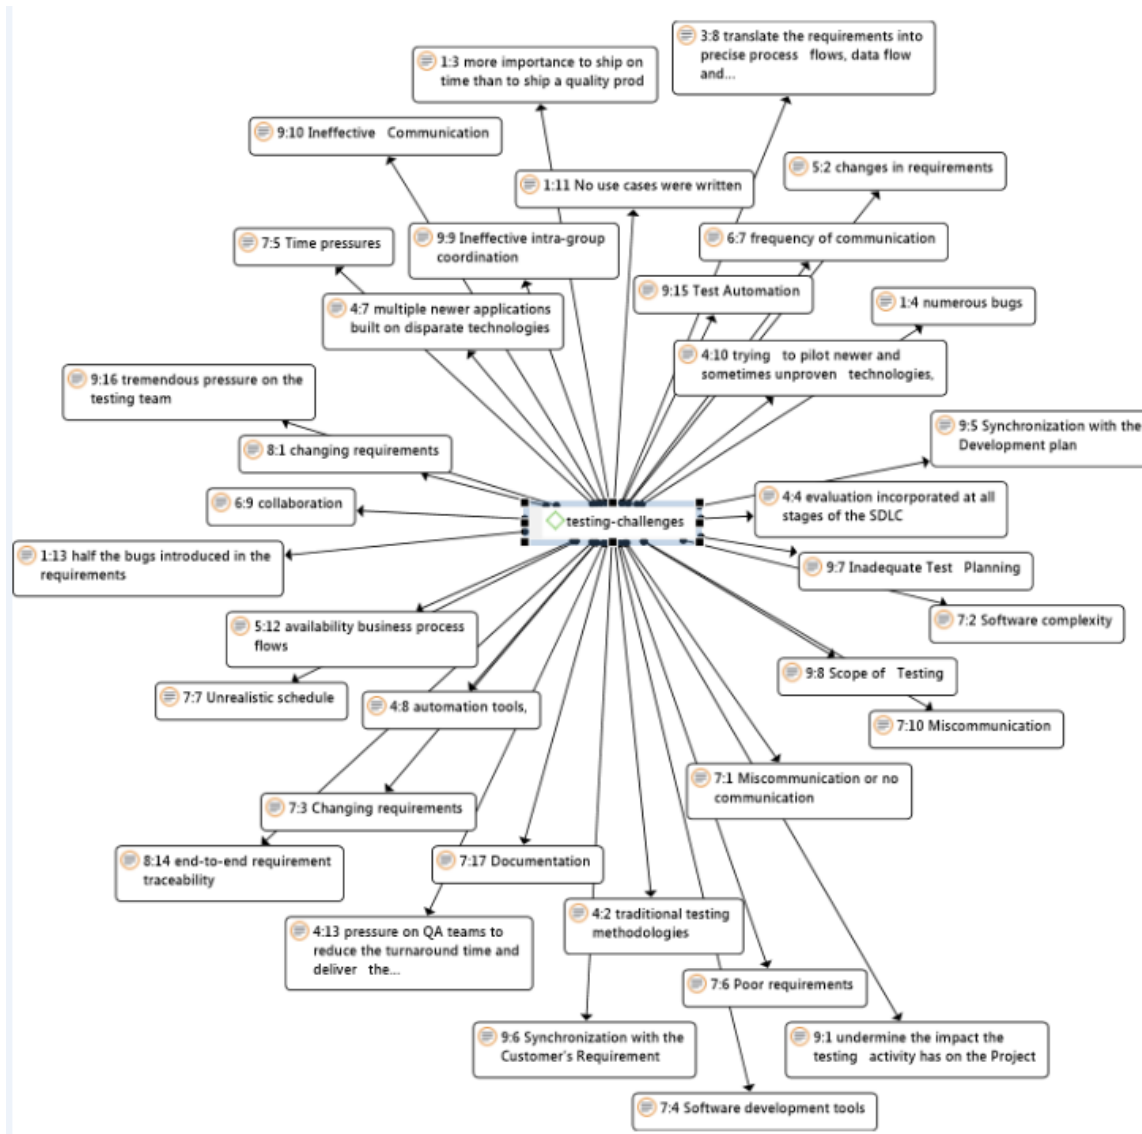 3:8 translate the requirements into
precise process flows, data flow
and...
1:3 more importance to ship on
time than to ship a quality prod
9:10 Ineffective Communication
5:2 changes in requirements
1:11 No use cases were written
7:5 Time pressures
9:9 Ineffective intra-group
coordination
6:7 frequency of communication
9:15 Test Automation
1:4 numerous bugs
4:7 multiple newer applications
built on disparate technologies
4:10 trying to pilot newer and
sometimes unproven technologies,
9:16 tremendous pressure on the
testing team
9:5 Synchronization with the
Development plan
8:1 changing requirements
6:9 collaboration
4:4 evaluation incorporated at all
stages of the SDLC
testing-challenges
1:13 half the bugs introduced in the
requirements
9:7 Inadequate Test Planning
7:2 Software complexity
5:12 availability business process
flows
9:8 Scope of Testing
7:7 Unrealistic schedule
4:8 automation tools,
7:10 Miscommunication
7:1 Miscommunication or no
communication
7:3 Changing requirements
8:14 end-to-end requirement
traceability
7:17 Documentation
4:2 traditional testing
methodologies
4:13 pressure on QA teams to
reduce the turnaround time and
deliver the...
7:6 Poor requirements
9:6 Synchronization with the
Customer's Requirement
9:1 undermine the impact the
testing activity has on the Project
7:4 Software development tools